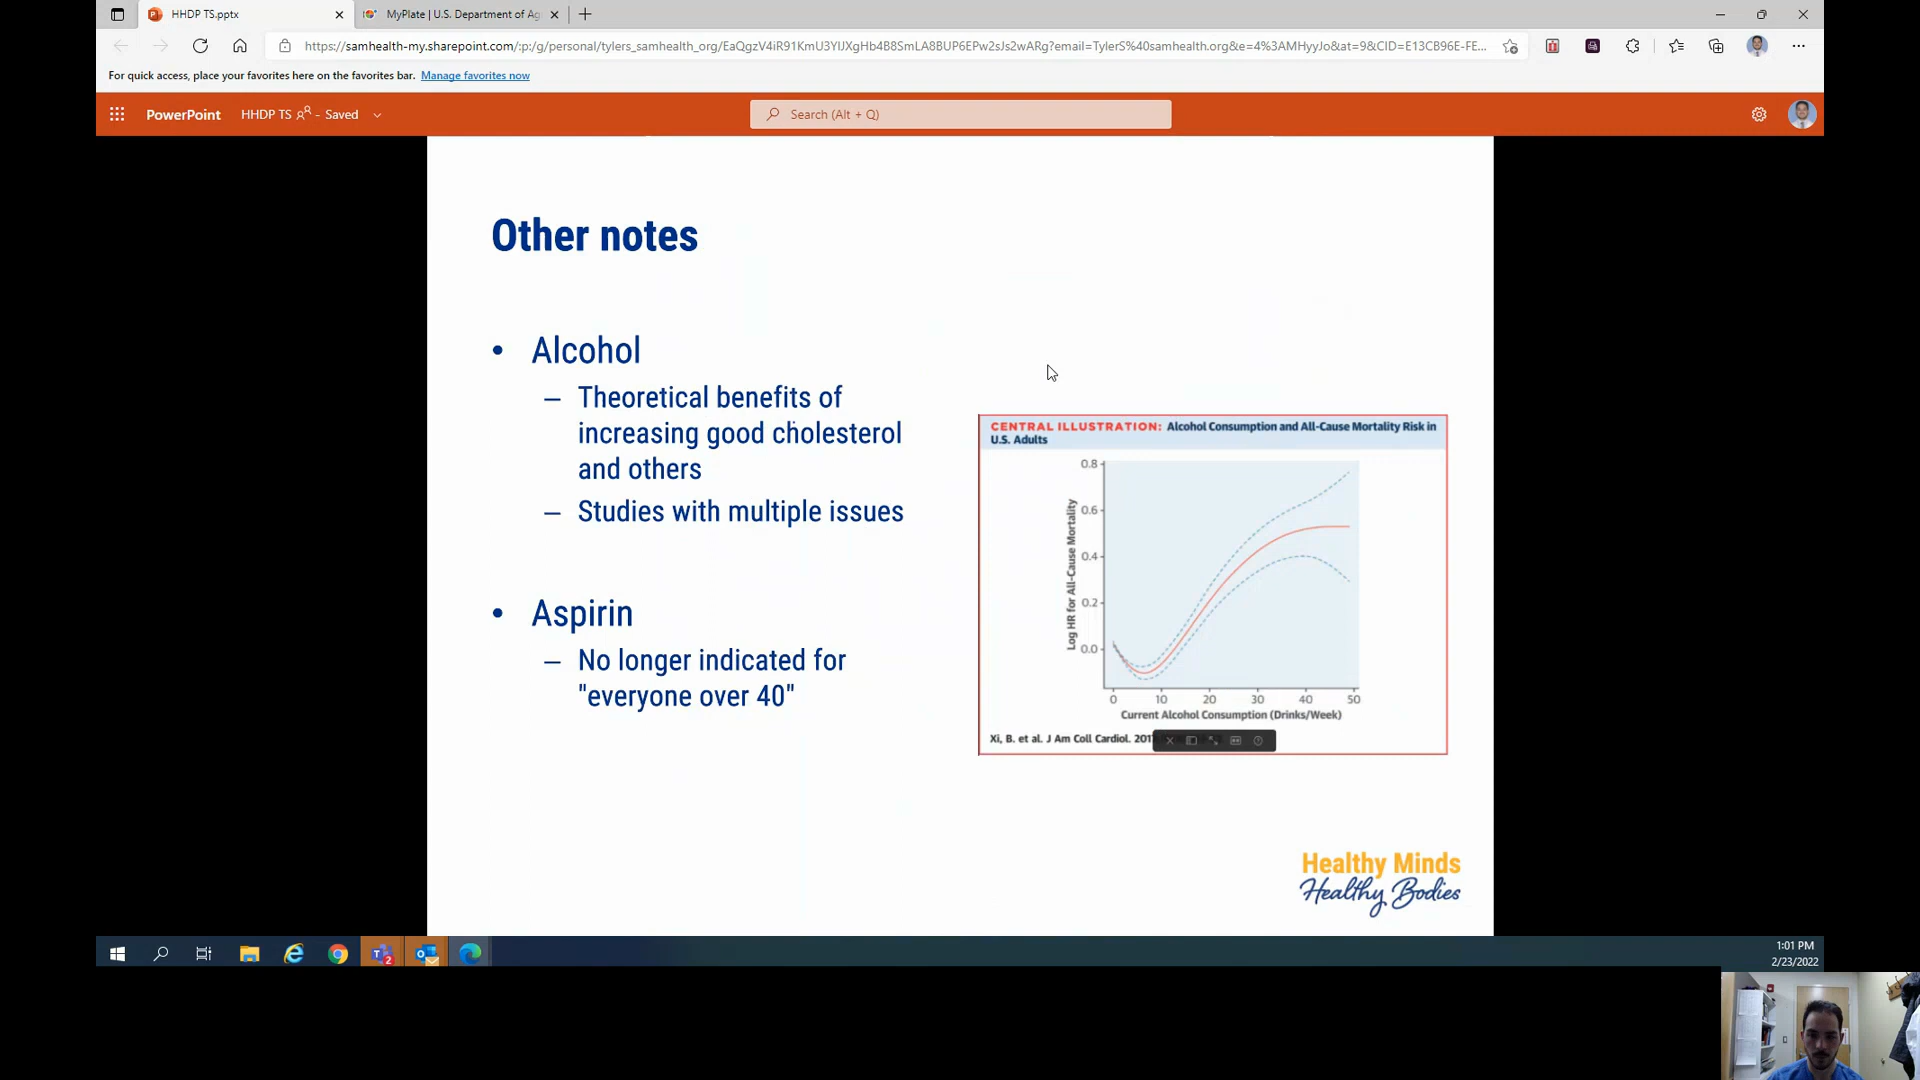 HHDP TS.pptx
MyPlate | U.S. Department of Ag
https://samhealth-my.sharepoint.com/:p:/g/personal/tylers_samhealth_org/EaQgzV4iR91KmU3YIJXgHb4B8SmLA8BUP6EPw2sJs2wARg?email=TylerS%40samhealth.org&e=4%3AMHyyJo&at=9&CID=E13CB96E-FE...
For quick access, place your favorites here on the favorites bar. Manage favorites now
PowerPoint HHDP TS - Saved
Search (Alt + Q)
Other notes
• Alcohol
– Theoretical benefits of
increasing good cholesterol
and others
– Studies with multiple issues
• Aspirin
– No longer indicated for
"everyone over 40"
CENTRAL ILLUSTRATION: Alcohol Consumption and All-Cause Mortality Risk in
U.S. Adults
Log HR for All-Cause Mortality
0.8
0.6
0.4
0.2
0.0
0 10 20 30 40 50
Current Alcohol Consumption (Drinks/Week)
Xi, B. et al. J Am Coll Cardiol.
Healthy Minds
Healthy Bodies
2
1:01 PM
2/23/2022